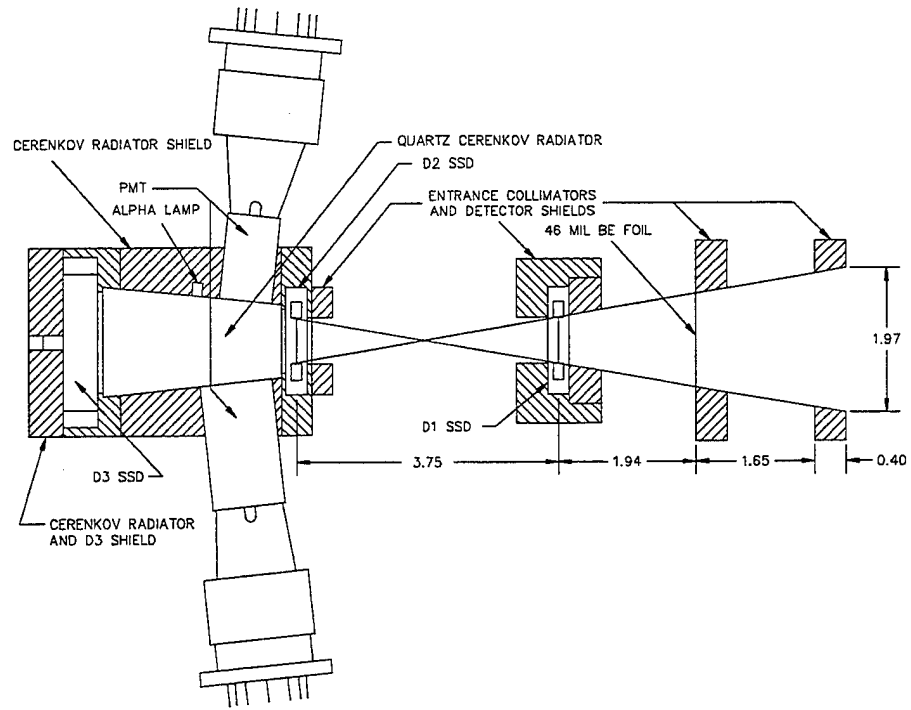 CERENKOV RADIATOR SHIELD
QUARTZ CERENKOV RADIATOR
D2 SSD
PMT
ALPHA LAMP
ENTRANCE COLLIMATORS
AND DETECTOR SHIELDS
46 MIL BE FOIL
1.97
D1 SSD
3.75
1.94
1.65
0.40
D3 SSD
CERENKOV RADIATOR
AND D3 SHIELD